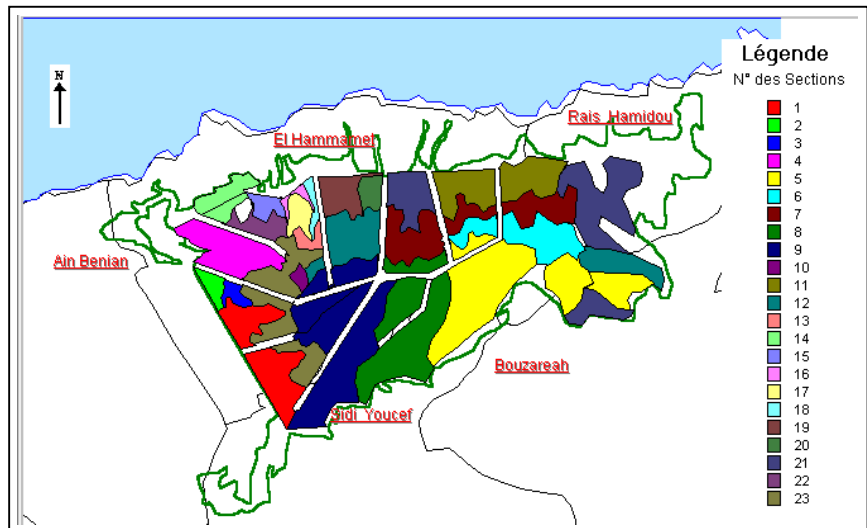 Légende
N° des Sections
N
Rais Hamidou
El Hammamet
Ain Benian
Bouzareah
Sidi Youcef
1
2
3
4
5
6
7
8
9
10
11
12
13
14
15
16
17
18
19
20
21
22
23